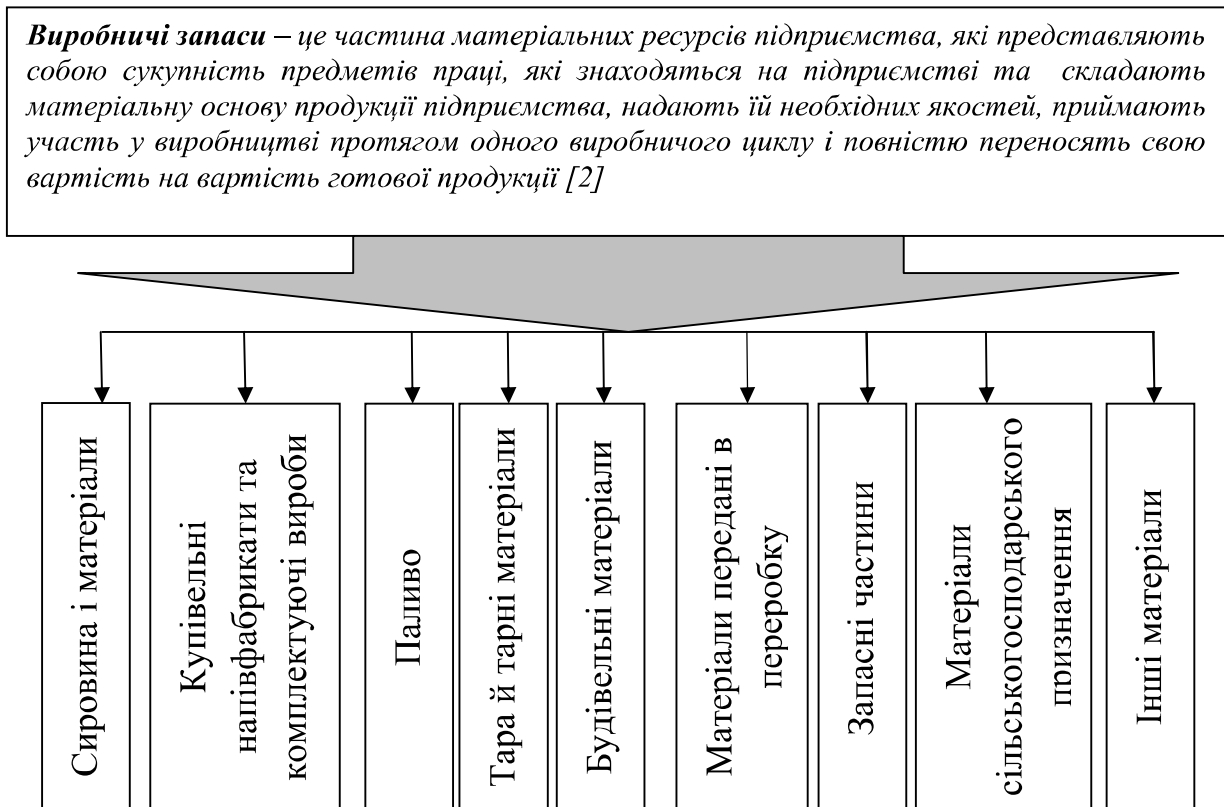 Виробничі запаси – це частина матеріальних ресурсів підприємства, які представляють
собою сукупність предметів праці, які знаходяться на підприємстві та складають
матеріальну основу продукції підприємства, надають їй необхідних якостей, приймають
участь у виробництві протягом одного виробничого циклу і повністю переносять свою
вартість на вартість готової продукції [2]
Сировина і матеріали
Купівельні
напівфабрикати та
комплектуючі вироби
Паливо
Тара й тарні матеріали
Будівельні матеріали
Матеріали передані в
переробку
Запасні частини
Матеріали
сільськогосподарського
призначення
Інші матеріали